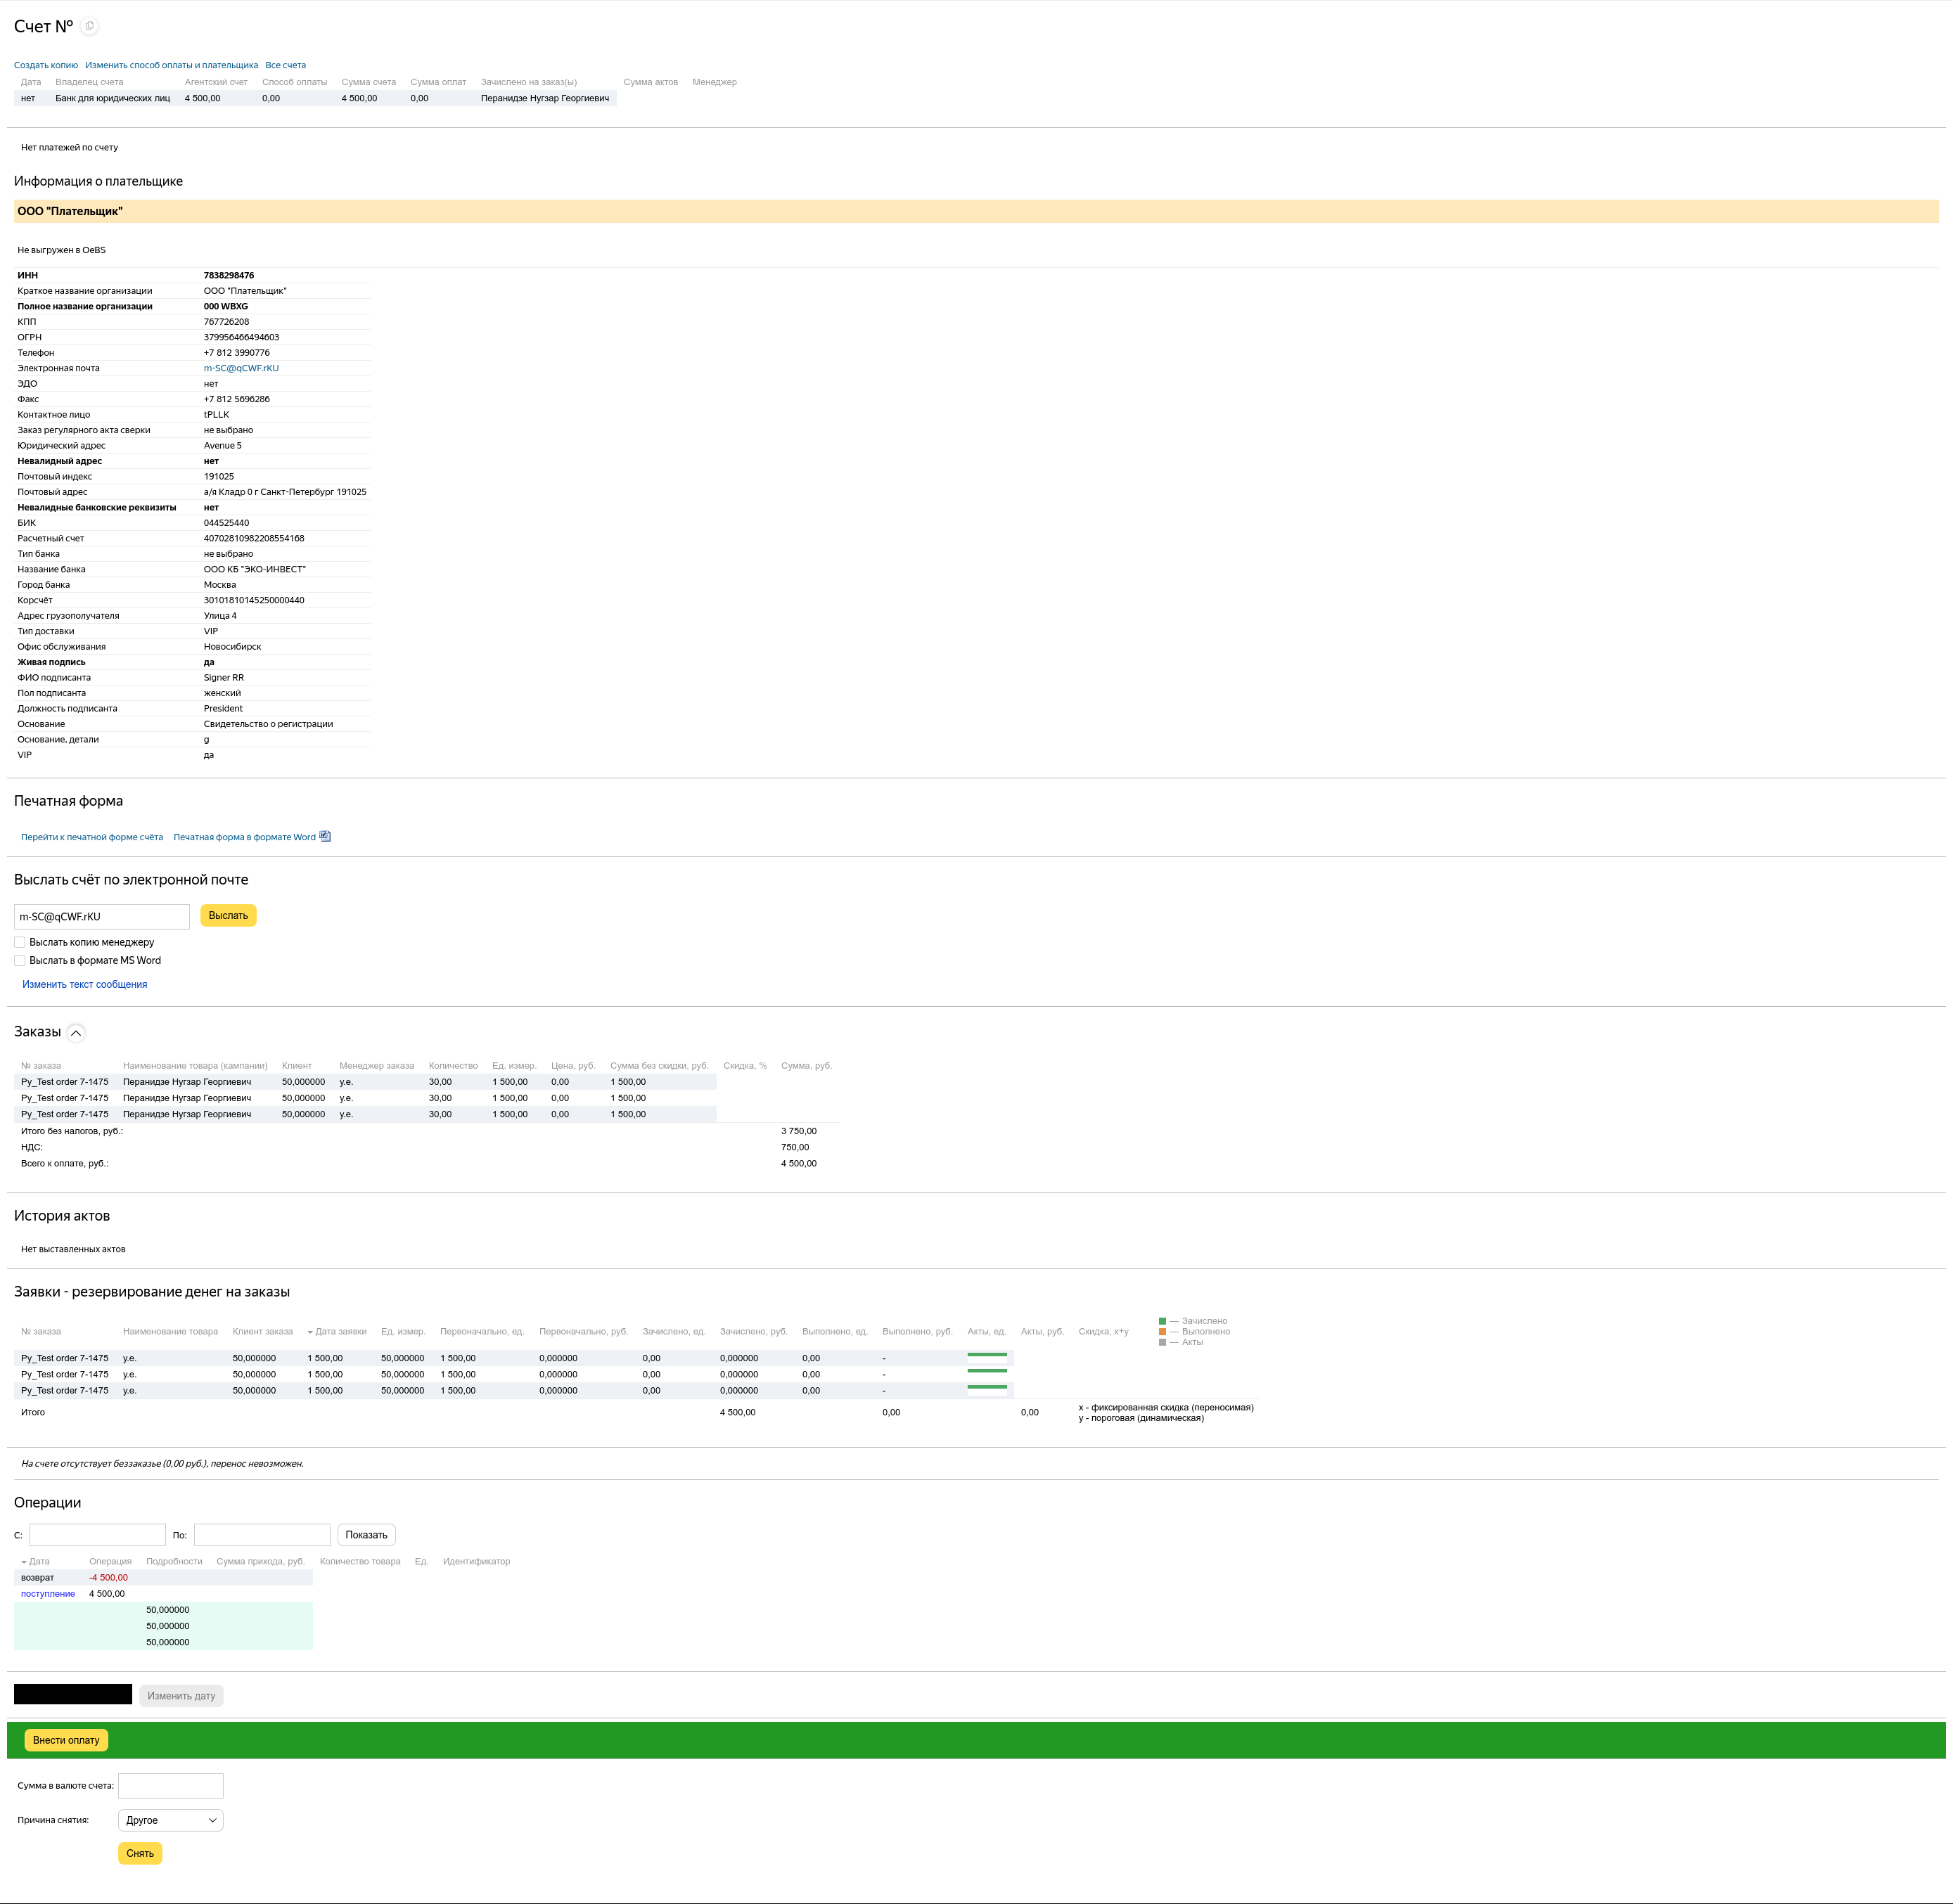 Счет №
Создать копию Изменить способ оплаты и плательщика Все счета
Дата Владелец счета Агентский счет Способ оплаты Сумма счета Сумма оплат Зачислено на заказ(ы) Сумма актов Менеджер
нет Банк для юридических лиц 4 500,00 0,00 4 500,00 0,00 Перанидзе Нугзар Георгиевич
Нет платежей по счету
Информация о плательщике
ООО "Плательщик"
Не выгружен в OeBS
ИНН 7838298476
Краткое название организации ООО "Плательщик"
Полное название организации 000 WBXG
КПП 767726208
ОГРН 379956466494603
Телефон +7 812 3990776
Электронная почта m-SC@qCWF.rKU
ЭДО нет
Факс +7 812 5696286
Контактное лицо tPLLK
Заказ регулярного акта сверки не выбрано
Юридический адрес Avenue 5
Невалидный адрес нет
Почтовый индекс 191025
Почтовый адрес а/я Кладр 0 г Санкт-Петербург 191025
Невалидные банковские реквизиты нет
БИК 044525440
Расчетный счет 40702810982208554168
Тип банка не выбрано
Название банка ООО КБ "ЭКО-ИНВЕСТ"
Город банка Москва
Корсчёт 30101810145250000440
Адрес грузополучателя Улица 4
Тип доставки VIP
Офис обслуживания Новосибирск
Живая подпись да
ФИО подписанта Signer RR
Пол подписанта женский
Должность подписанта President
Основание Свидетельство о регистрации
Основание, детали g
VIP да
Печатная форма
Перейти к печатной форме счёта Печатная форма в формате Word
Выслать счёт по электронной почте
m-SC@qCWF.rKU Выслать
Выслать копию менеджеру
Выслать в формате MS Word
Изменить текст сообщения
Заказы
№ заказа Наименование товара (кампании) Клиент Менеджер заказа Количество Ед. измер. Цена, руб. Сумма без скидки, руб. Скидка, % Сумма, руб.
Py_Test order 7-1475 Перанидзе Нугзар Георгиевич 50,000000 у.е. 30,00 1 500,00 0,00 1 500,00
Py_Test order 7-1475 Перанидзе Нугзар Георгиевич 50,000000 у.е. 30,00 1 500,00 0,00 1 500,00
Py_Test order 7-1475 Перанидзе Нугзар Георгиевич 50,000000 у.е. 30,00 1 500,00 0,00 1 500,00
Итого без налогов, руб.: 3 750,00
НДС: 750,00
Всего к оплате, руб.: 4 500,00
История актов
Нет выставленных актов
Заявки - резервирование денег на заказы
№ заказа Наименование товара Клиент заказа Дата заявки Ед. измер. Первоначально, ед. Первоначально, руб. Зачислено, ед. Зачислено, руб. Выполнено, ед. Выполнено, руб. Акты, ед. Акты, руб. Скидка, x+y
— Зачислено
— Выполнено
— Акты
Py_Test order 7-1475 у.е. 50,000000 1 500,00 50,000000 1 500,00 0,000000 0,00 0,000000 0,00 -
Py_Test order 7-1475 у.е. 50,000000 1 500,00 50,000000 1 500,00 0,000000 0,00 0,000000 0,00 -
Py_Test order 7-1475 у.е. 50,000000 1 500,00 50,000000 1 500,00 0,000000 0,00 0,000000 0,00 -
Итого 4 500,00 0,00 0,00
x - фиксированная скидка (переносимая)
y - пороговая (динамическая)
На счете отсутствует беззаказье (0,00 руб.), перенос невозможен.
Операции
С: По: Показать
Дата Операция Подробности Сумма прихода, руб. Количество товара Ед. Идентификатор
возврат -4 500,00
поступление 4 500,00
50,000000
50,000000
50,000000
Изменить дату
Внести оплату
Сумма в валюте счета:
Причина снятия: Другое
Снять